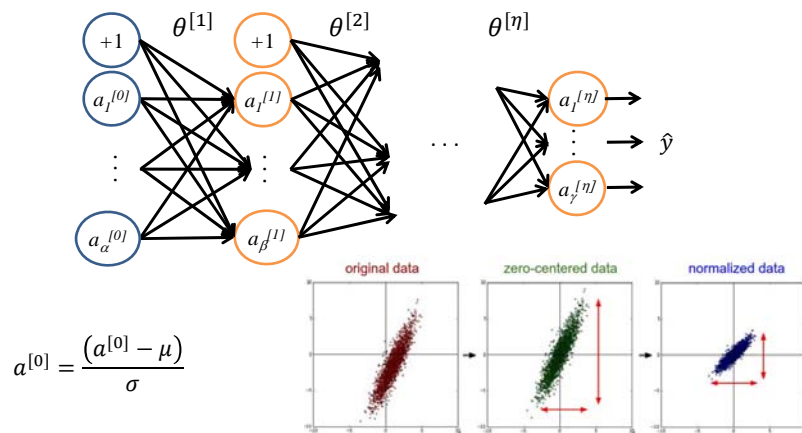 θ^[1] θ^[2] θ^[η]
+1 +1
a_1^[0] a_1^[1] a_1^[η]
⋮ ⋮ ... ⋮ ŷ
a_α^[0] a_β^[1] a_γ^[η]
original data zero-centered data normalized data
a^[0] = (a^[0] − μ) / σ